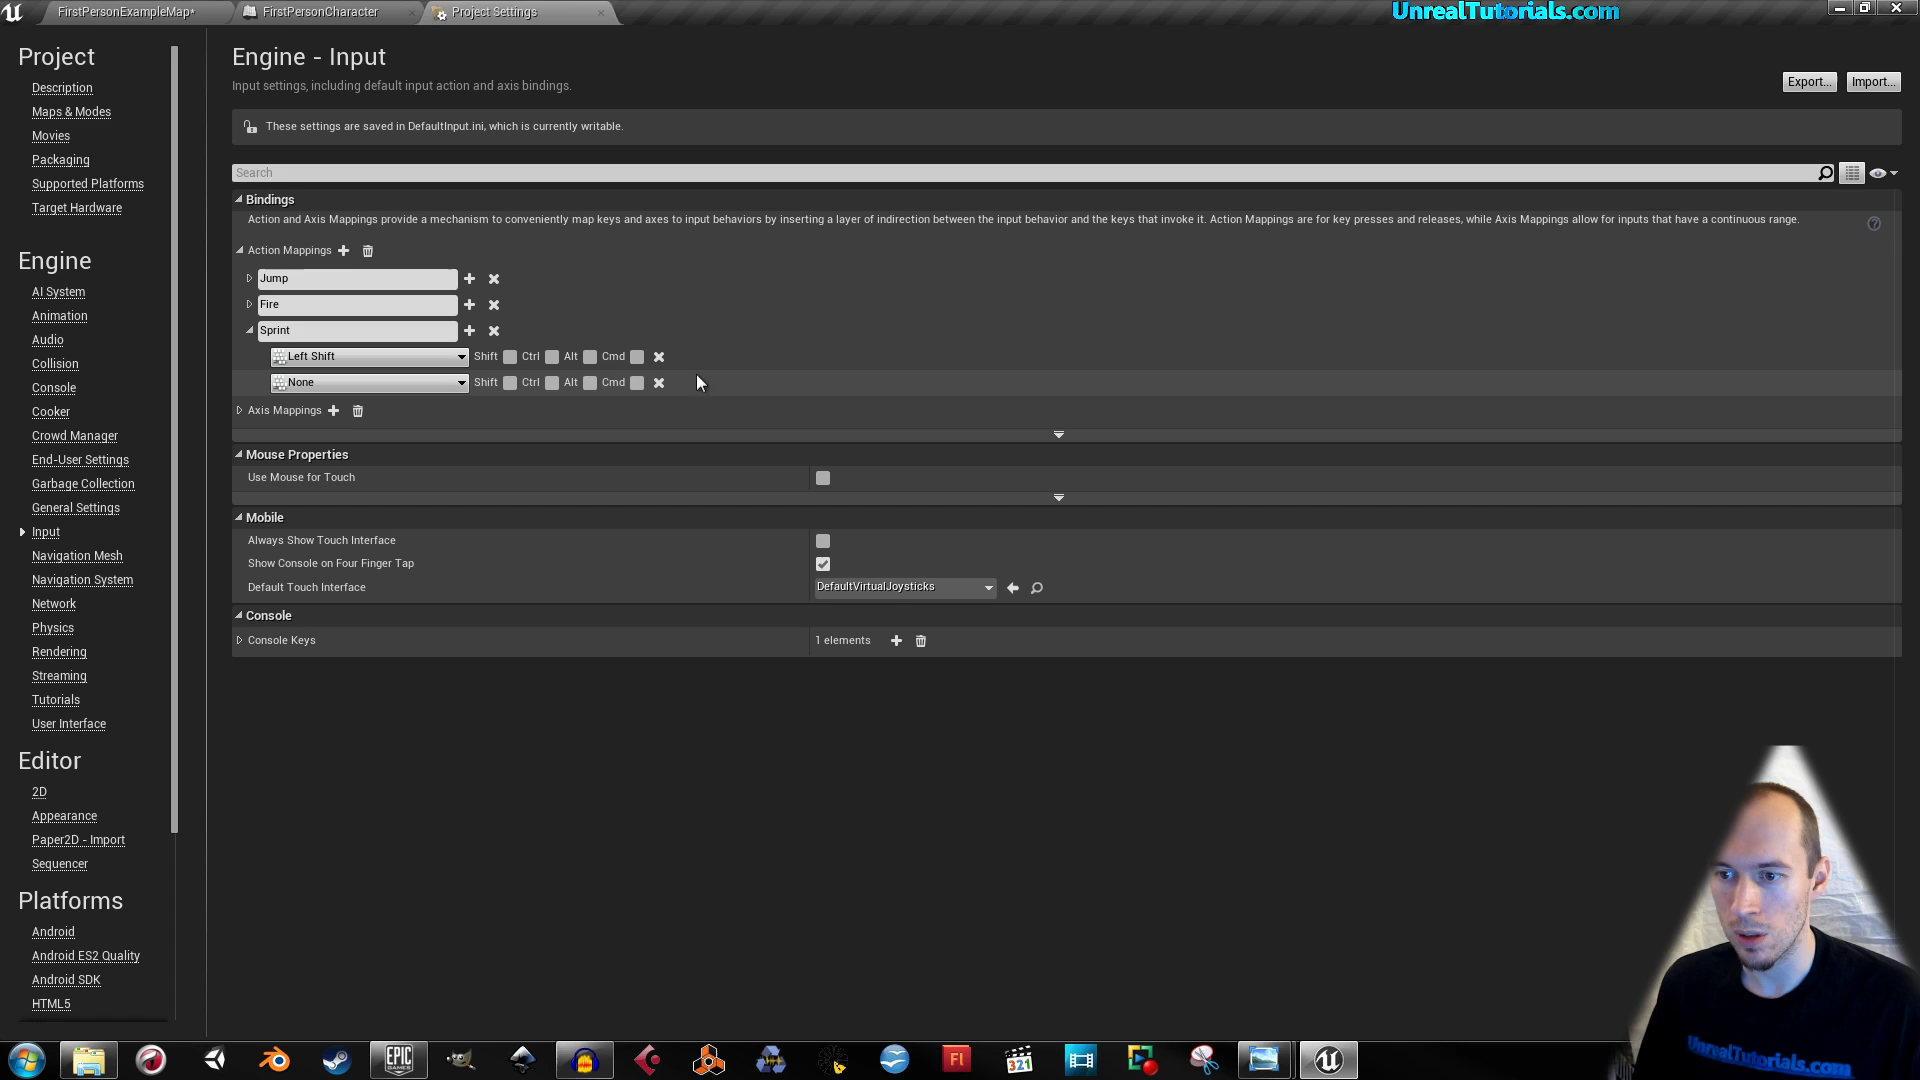 FirstPersonExampleMap*
FirstPersonCharacter
Project Settings
UnrealTutorials.com
Project
Description
Maps & Modes
Movies
Packaging
Supported Platforms
Target Hardware
Engine
AI System
Animation
Audio
Collision
Console
Cooker
Crowd Manager
End-User Settings
Garbage Collection
General Settings
Input
Navigation Mesh
Navigation System
Network
Physics
Rendering
Streaming
Tutorials
User Interface
Editor
2D
Appearance
Paper2D - Import
Sequencer
Platforms
Android
Android ES2 Quality
Android SDK
HTML5
Engine - Input
Input settings, including default input action and axis bindings.
Export...
Import...
These settings are saved in DefaultInput.ini, which is currently writable.
Search
Bindings
Action and Axis Mappings provide a mechanism to conveniently map keys and axes to input behaviors by inserting a layer of indirection between the input behavior and the keys that invoke it. Action Mappings are for key presses and releases, while Axis Mappings allow for inputs that have a continuous range.
Action Mappings
Jump
Fire
Sprint
Left Shift Shift Ctrl Alt Cmd
None Shift Ctrl Alt Cmd
Axis Mappings
Mouse Properties
Use Mouse for Touch
Mobile
Always Show Touch Interface
Show Console on Four Finger Tap
Default Touch Interface DefaultVirtualJoysticks
Console
Console Keys 1 elements
UnrealTutorials.com
EPIC
GAMES
Fl
321